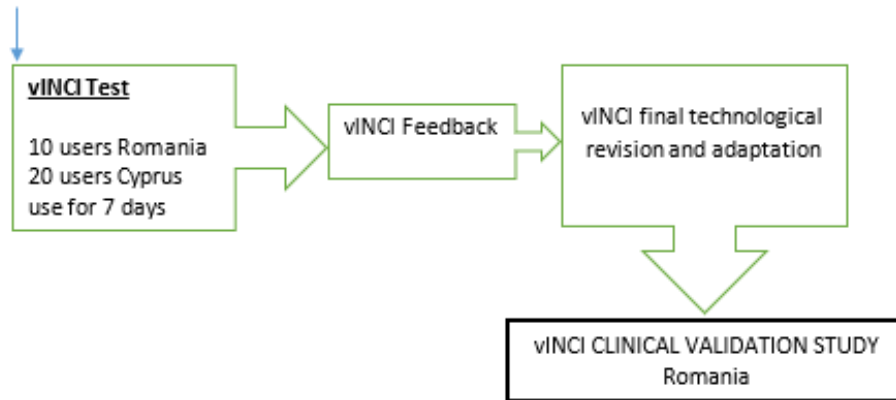 vINCI Test
10 users Romania
20 users Cyprus
use for 7 days
vINCI Feedback
vINCI final technological
revision and adaptation
vINCI CLINICAL VALIDATION STUDY
Romania